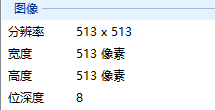 图像
分辨率 513 x 513
宽度 513 像素
高度 513 像素
位深度 8